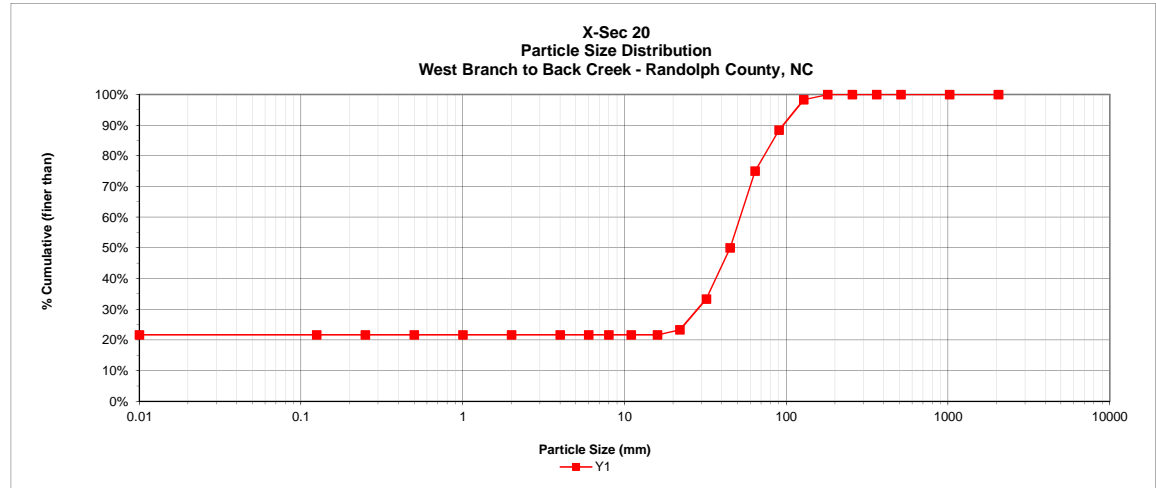 X-Sec 20
Particle Size Distribution
West Branch to Back Creek - Randolph County, NC
% Cumulative (finer than)
100%
90%
80%
70%
60%
50%
40%
30%
20%
10%
0%
0.01 0.1 1 10 100 1000 10000
Particle Size (mm)
Y1